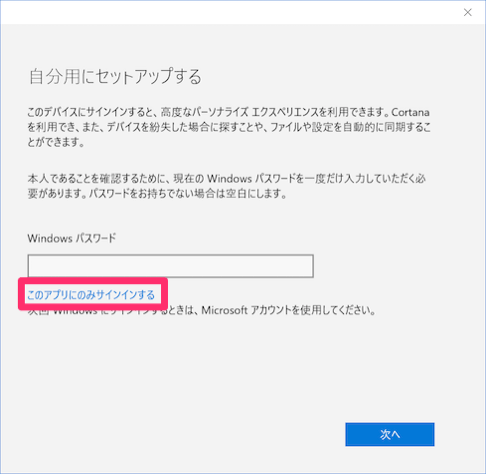 自分用にセットアップする
このデバイスにサインインすると、高度なパーソナライズ エクスペリエンスを利用できます。Cortana
を利用でき、また、デバイスを紛失した場合に探すことや、ファイルや設定を自動的に同期するこ
とができます。
本人であることを確認するために、現在の Windows パスワードを一度だけ入力していただく必
要があります。パスワードをお持ちでない場合は空白にします。
Windows パスワード
このアプリにのみサインインする
次回 Windows にサインインするときは、Microsoft アカウントを使用してください。
次へ